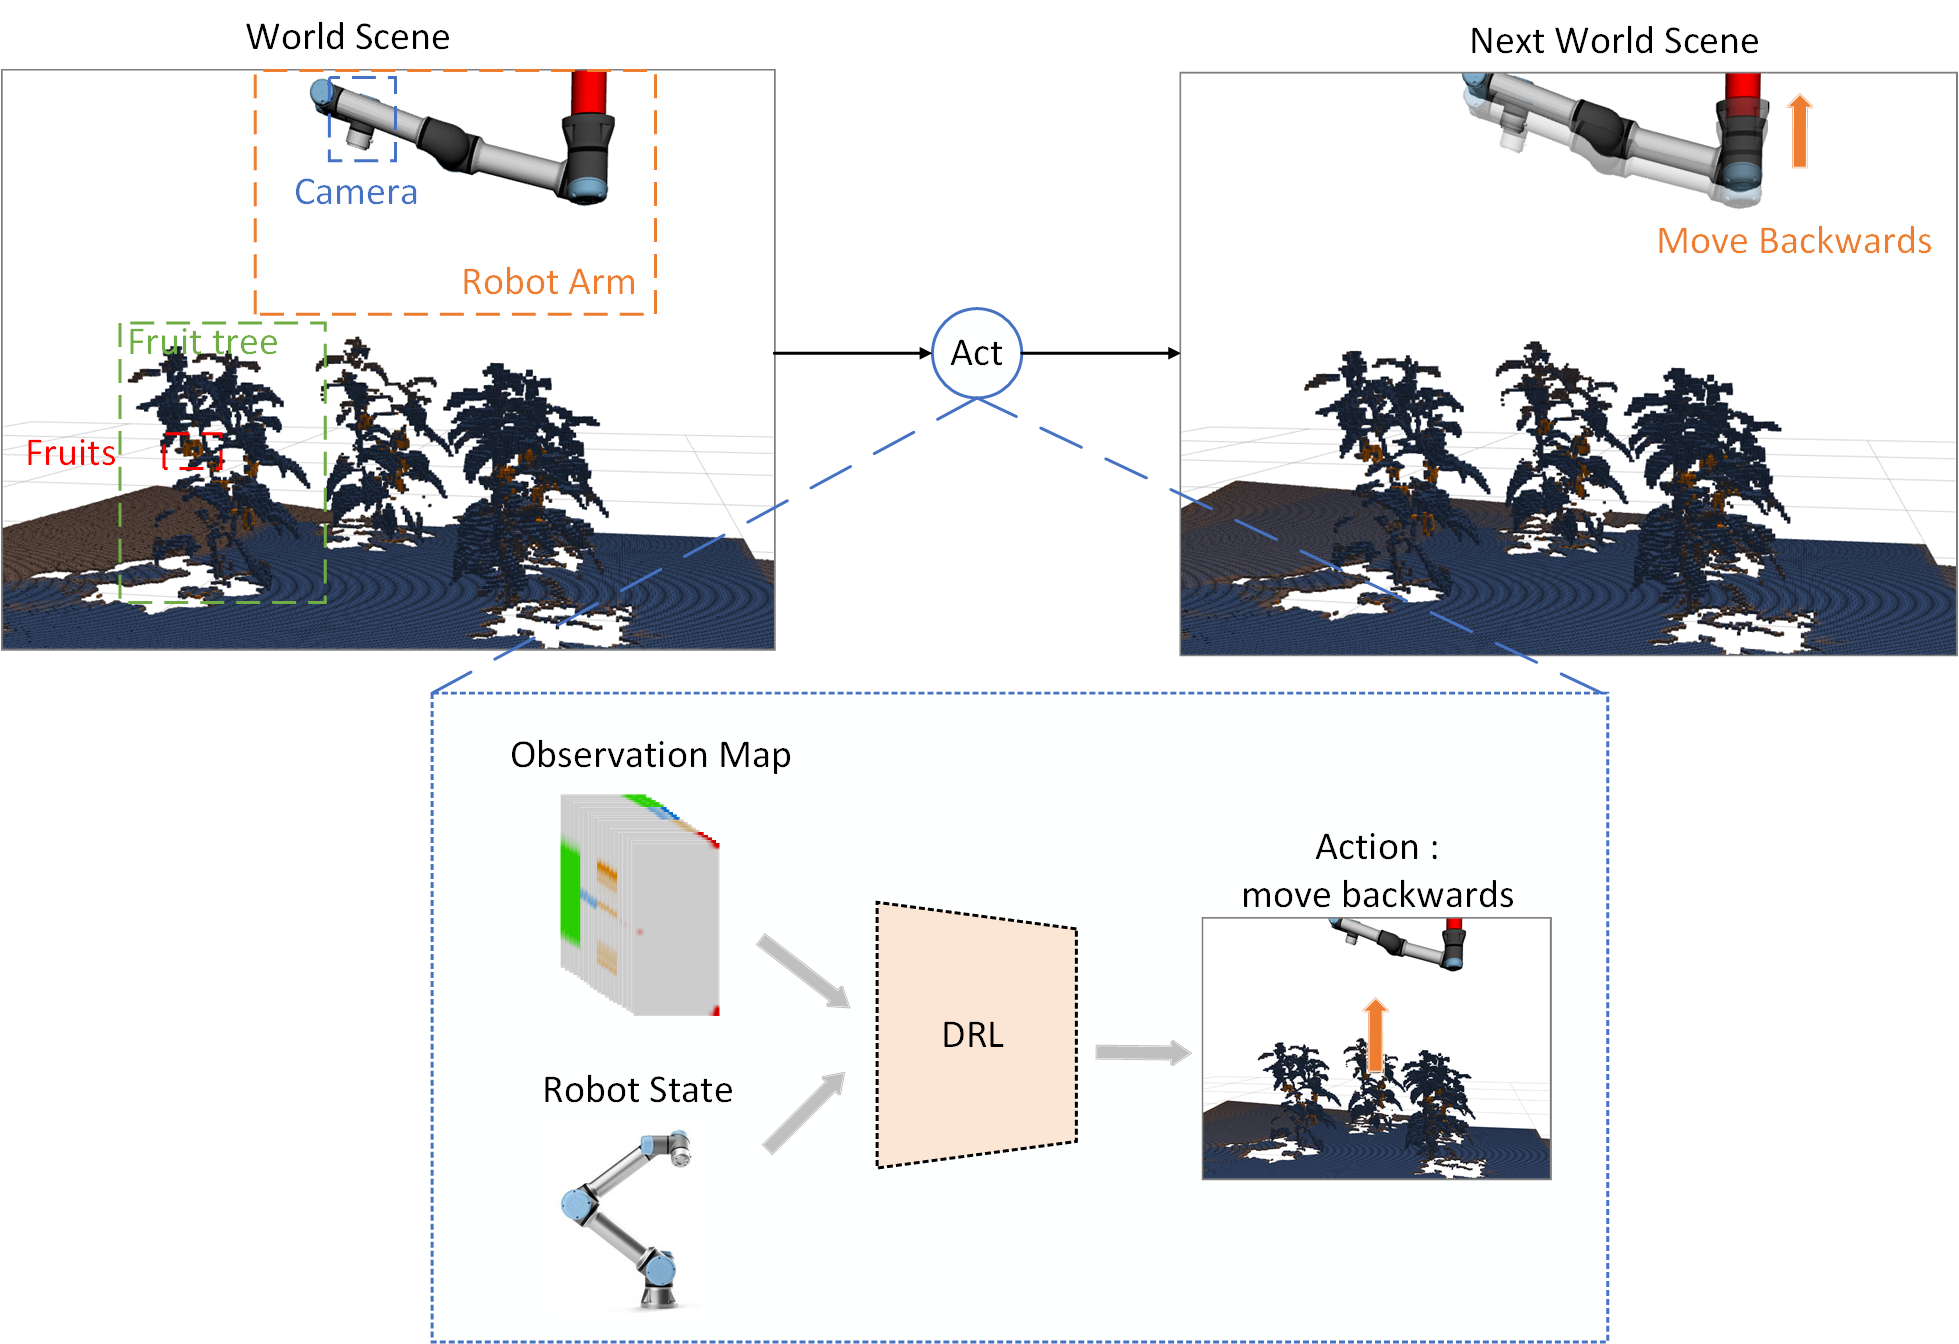 World Scene
Next World Scene
Camera
Robot Arm
Move Backwards
Fruit tree
Fruits
Act
Observation Map
Action :
move backwards
DRL
Robot State